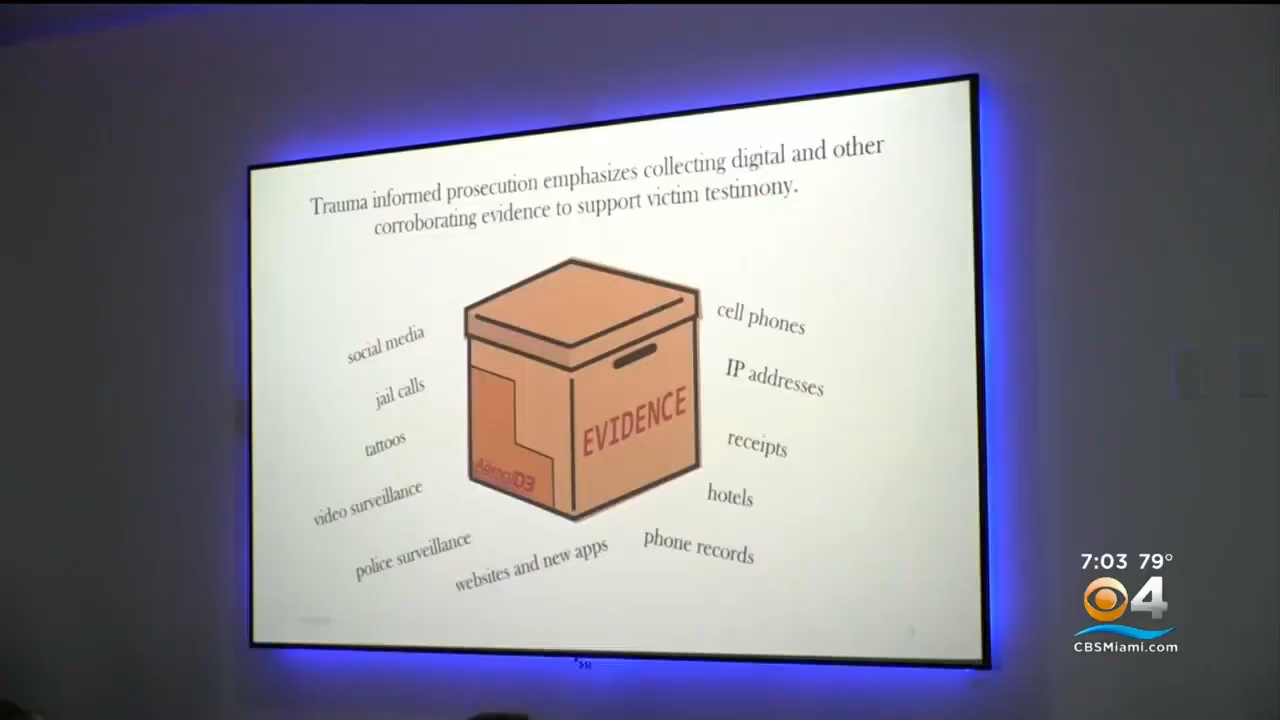 Trauma informed prosecution emphasizes collecting digital and other
corroborating evidence to support victim testimony.
social media
jail calls
tattoos
video surveillance
police surveillance
websites and new apps
phone records
hotels
receipts
IP addresses
cell phones
EVIDENCE
7:03 79°
4
CBSMiami.com